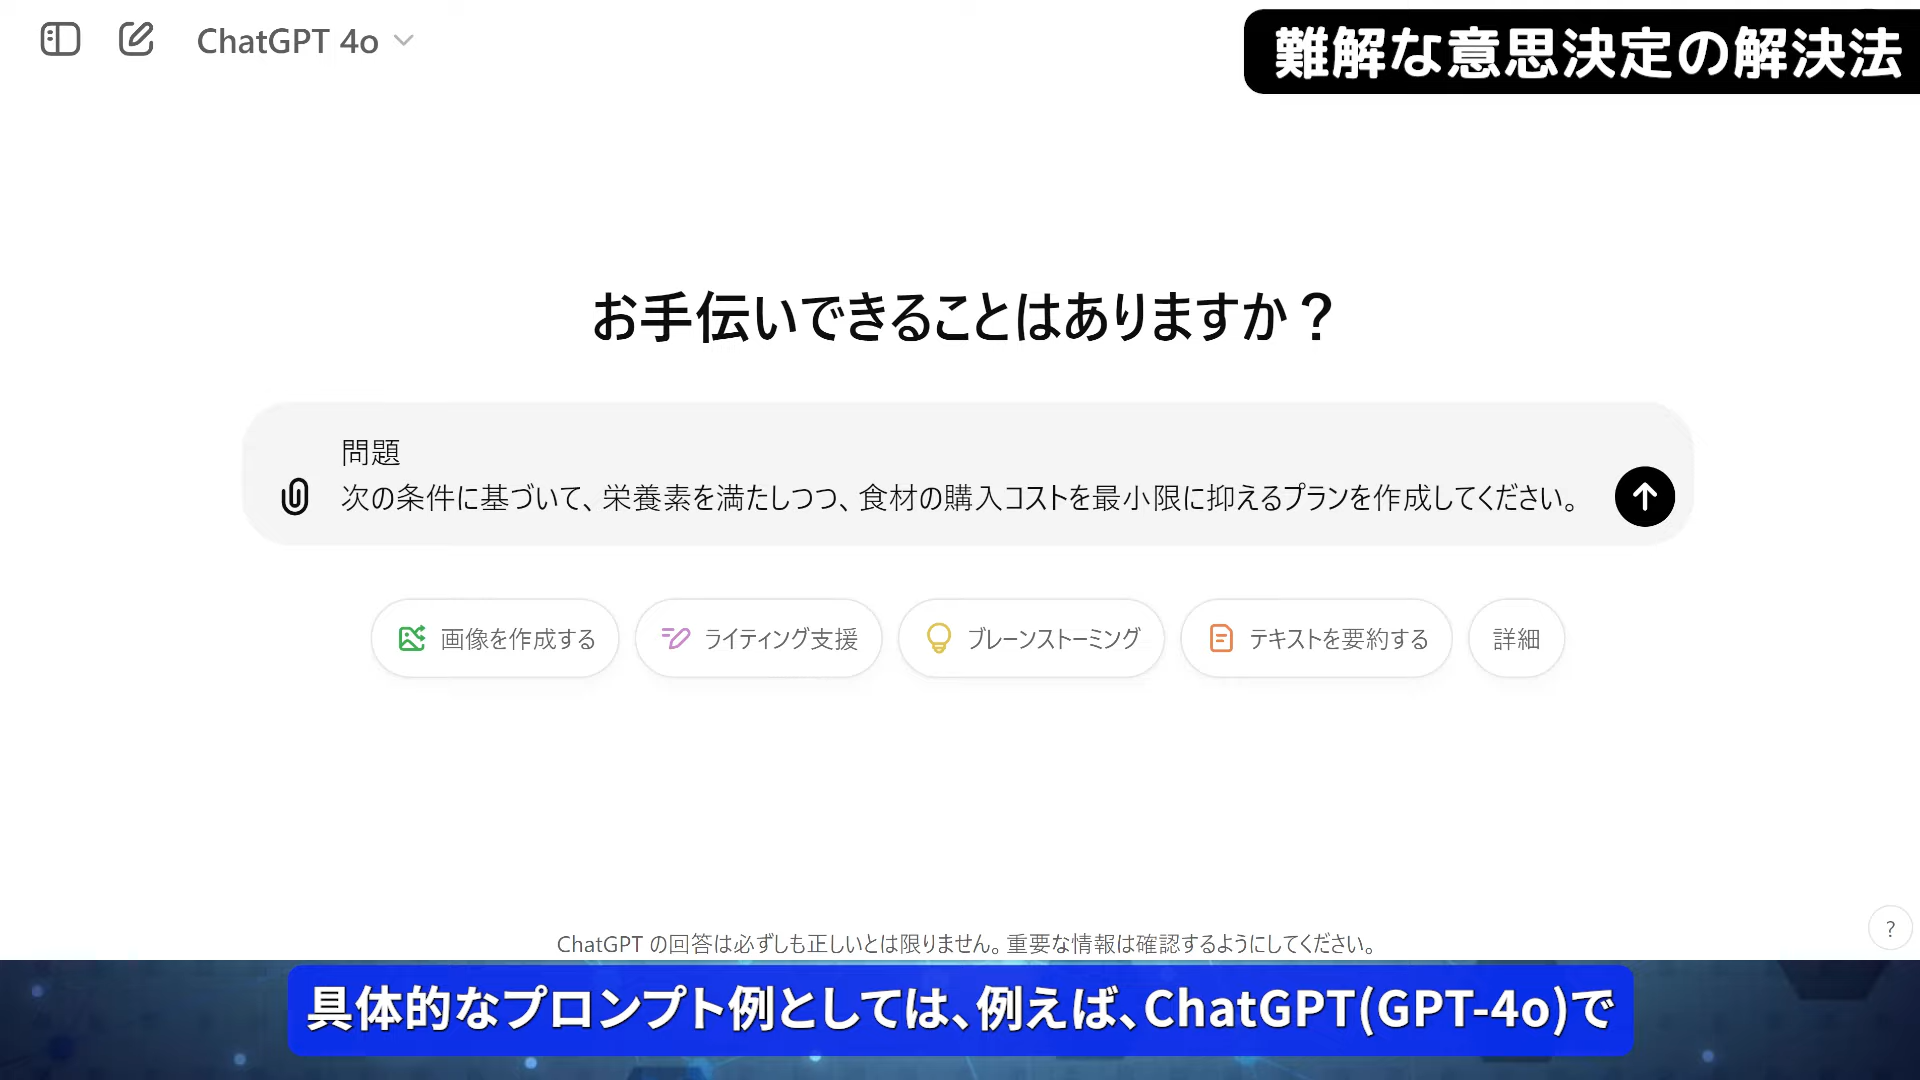 ChatGPT 4o
難解な意思決定の解決法
お手伝いできることはありますか？
問題
次の条件に基づいて、栄養素を満たしつつ、食材の購入コストを最小限に抑えるプランを作成してください。
画像を作成する
ライティング支援
ブレーンストーミング
テキストを要約する
詳細
?
ChatGPT の回答は必ずしも正しいとは限りません。重要な情報は確認するようにしてください。
具体的なプロンプト例としては、例えば、ChatGPT(GPT-4o)で